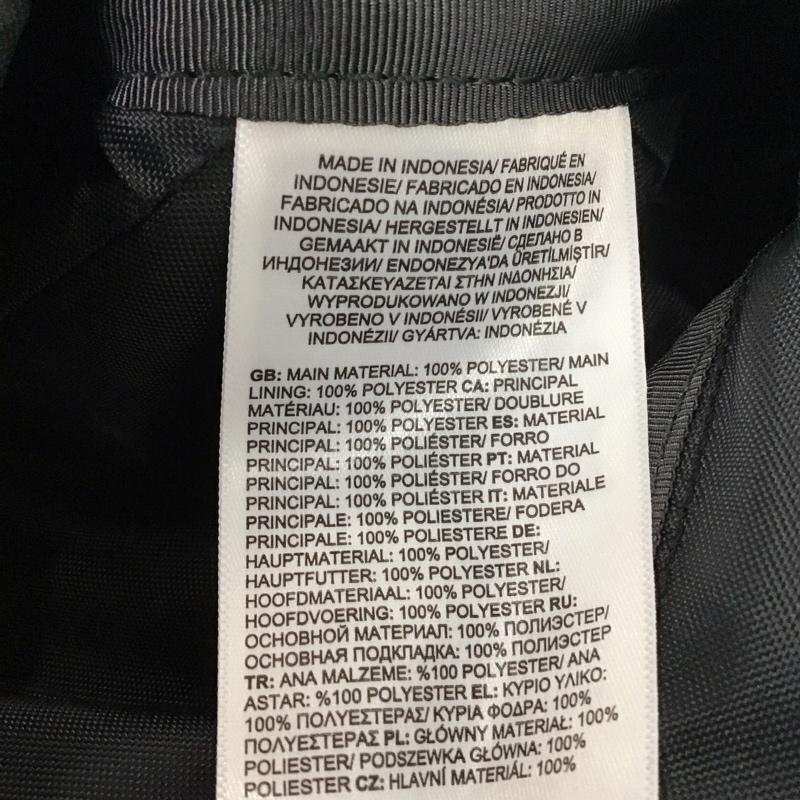 MADE IN INDONESIA/ FABRIQUÉ EN
INDONESIE/ FABRICADO EN INDONESIA/
FABRICADO NA INDONÉSIA/ PRODOTTO IN
INDONESIA/ HERGESTELLT IN INDONESIEN/
GEMAAKT IN INDONESIË/ СДЕЛАНО В
ИНДОНЕЗИИ/ ENDONEZYA'DA ÜRETİLMİŞTİR/
ΚΑΤΑΣΚΕΥΑΖΕΤΑΙ ΣΤΗΝ ΙΝΔΟΝΗΣΙΑ/
WYPRODUKOWANO W INDONEZJI/
VYROBENO V INDONÉSII/ VYROBENÉ V
INDONÉZII/ GYÁRTVA: INDONÉZIA
GB: MAIN MATERIAL: 100% POLYESTER/ MAIN
LINING: 100% POLYESTER CA: PRINCIPAL
MATÉRIAU: 100% POLYESTER/ DOUBLURE
PRINCIPAL: 100% POLYESTER ES: MATERIAL
PRINCIPAL: 100% POLIÉSTER/ FORRO
PRINCIPAL: 100% POLIÉSTER PT: MATERIAL
PRINCIPAL: 100% POLIÉSTER/ FORRO DO
PRINCIPAL: 100% POLIÉSTER IT: MATERIALE
PRINCIPALE: 100% POLIESTERE/ FODERA
PRINCIPALE: 100% POLIESTERE DE:
HAUPTMATERIAL: 100% POLYESTER/
HAUPTFUTTER: 100% POLYESTER NL:
HOOFDMATERIAAL: 100% POLYESTER/
HOOFDVOERING: 100% POLYESTER RU:
ОСНОВНОЙ МАТЕРИАЛ: 100% ПОЛИЭСТЕР/
ОСНОВНАЯ ПОДКЛАДКА: 100% ПОЛИЭСТЕР
TR: ANA MALZEME: %100 POLYESTER/ ANA
ASTAR: %100 POLYESTER EL: ΚΥΡΙΟ ΥΛΙΚΟ:
100% ΠΟΛΥΕΣΤΕΡΑΣ/ ΚΥΡΙΑ ΦΟΔΡΑ: 100%
ΠΟΛΥΕΣΤΕΡΑΣ PL: GŁÓWNY MATERIAŁ: 100%
POLIESTER/ PODSZEWKA GŁÓWNA: 100%
POLIESTER CZ: HLAVNÍ MATERIÁL: 100%